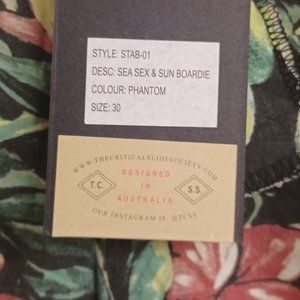 STYLE: STAB-01
DESC: SEA SEX & SUN BOARDIE
COLOUR: PHANTOM
SIZE: 30
WWW.THECRITICALSLIDESOCIETY.COM
DESIGNED
T.C. IN S.S.
AUSTRALIA
OUR INSTAGRAM IS: @TCSS